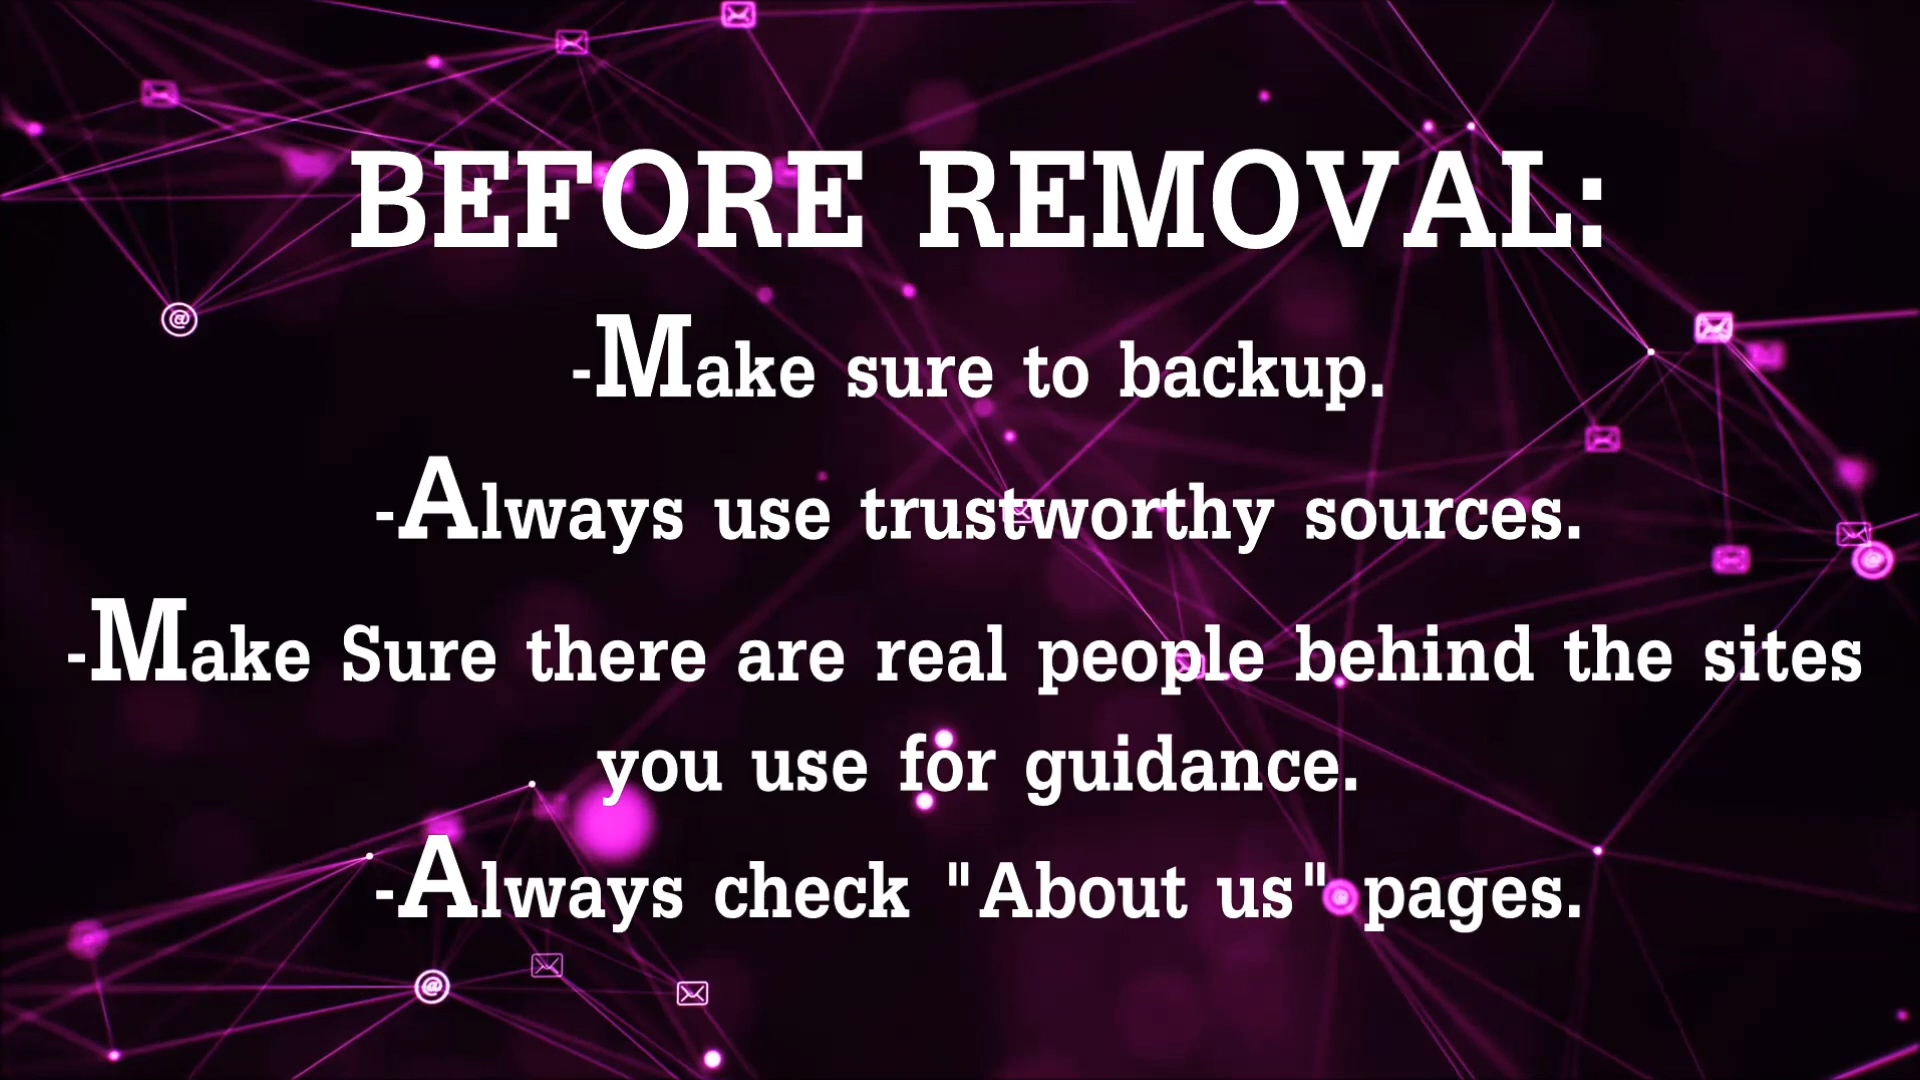 BEFORE REMOVAL:
-Make sure to backup.
-Always use trustworthy sources.
-Make Sure there are real people behind the sites
you use for guidance.
-Always check "About us" pages.